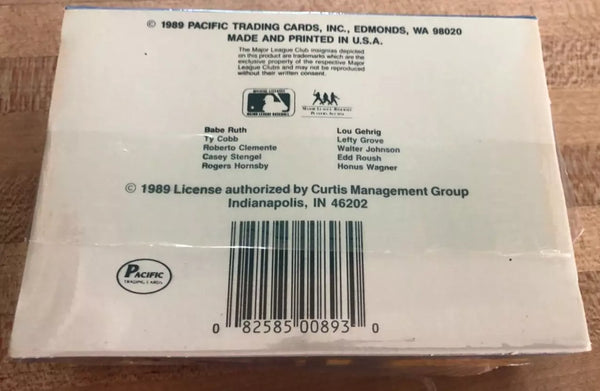 © 1989 PACIFIC TRADING CARDS, INC., EDMONDS, WA 98020
MADE AND PRINTED IN U.S.A.
The Major League Club insignias depicted
on this product are trademarks which are the
exclusive property of the respective Major
League Clubs and may not be reproduced
without their written consent.
Babe Ruth
Ty Cobb
Roberto Clemente
Casey Stengel
Rogers Hornsby
Lou Gehrig
Lefty Grove
Walter Johnson
Edd Roush
Honus Wagner
© 1989 License authorized by Curtis Management Group
Indianapolis, IN 46202
PACIFIC
TRADING CARDS
0 82585 00893 0